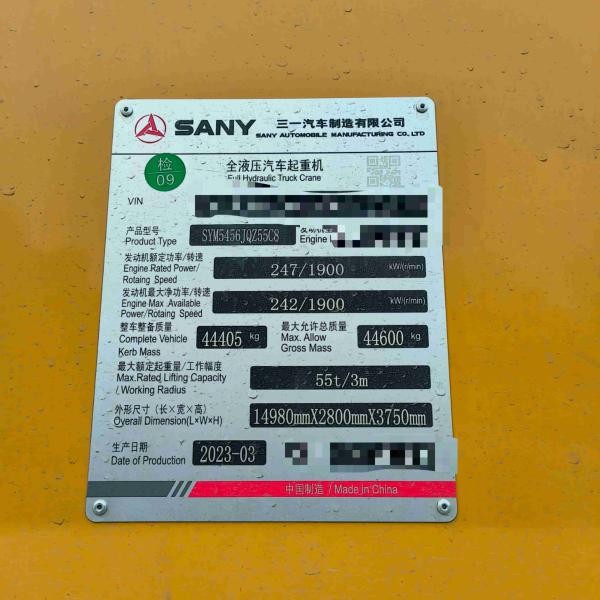 SANY 三一汽车制造有限公司
SANY AUTOMOBILE MANUFACTURING CO., LTD
检
09
全液压汽车起重机
Full Hydraulic Truck Crane
VIN
产品型号
Product Type SYM5456JQZ55C8 Engine
发动机额定功率/转速
Engine Rated Power/
Rotaing Speed 247/1900 kW/(r/min)
发动机最大净功率/转速
Engine Max .Available
Power/Rotaing Speed 242/1900 kW/(r/min)
整车整备质量
Complete Vehicle
Kerb Mass 44405 kg
最大允许总质量
Max. Allow
Gross Mass 44600 kg
最大额定起重量/工作幅度
Max.Rated Lifting Capacity
/ Working Radius 55t/3m
外形尺寸（长×宽×高）
Overall Dimension(L×W×H) 14980mmX2800mmX3750mm
生产日期
Date of Production 2023-03
中国制造 / Made in China